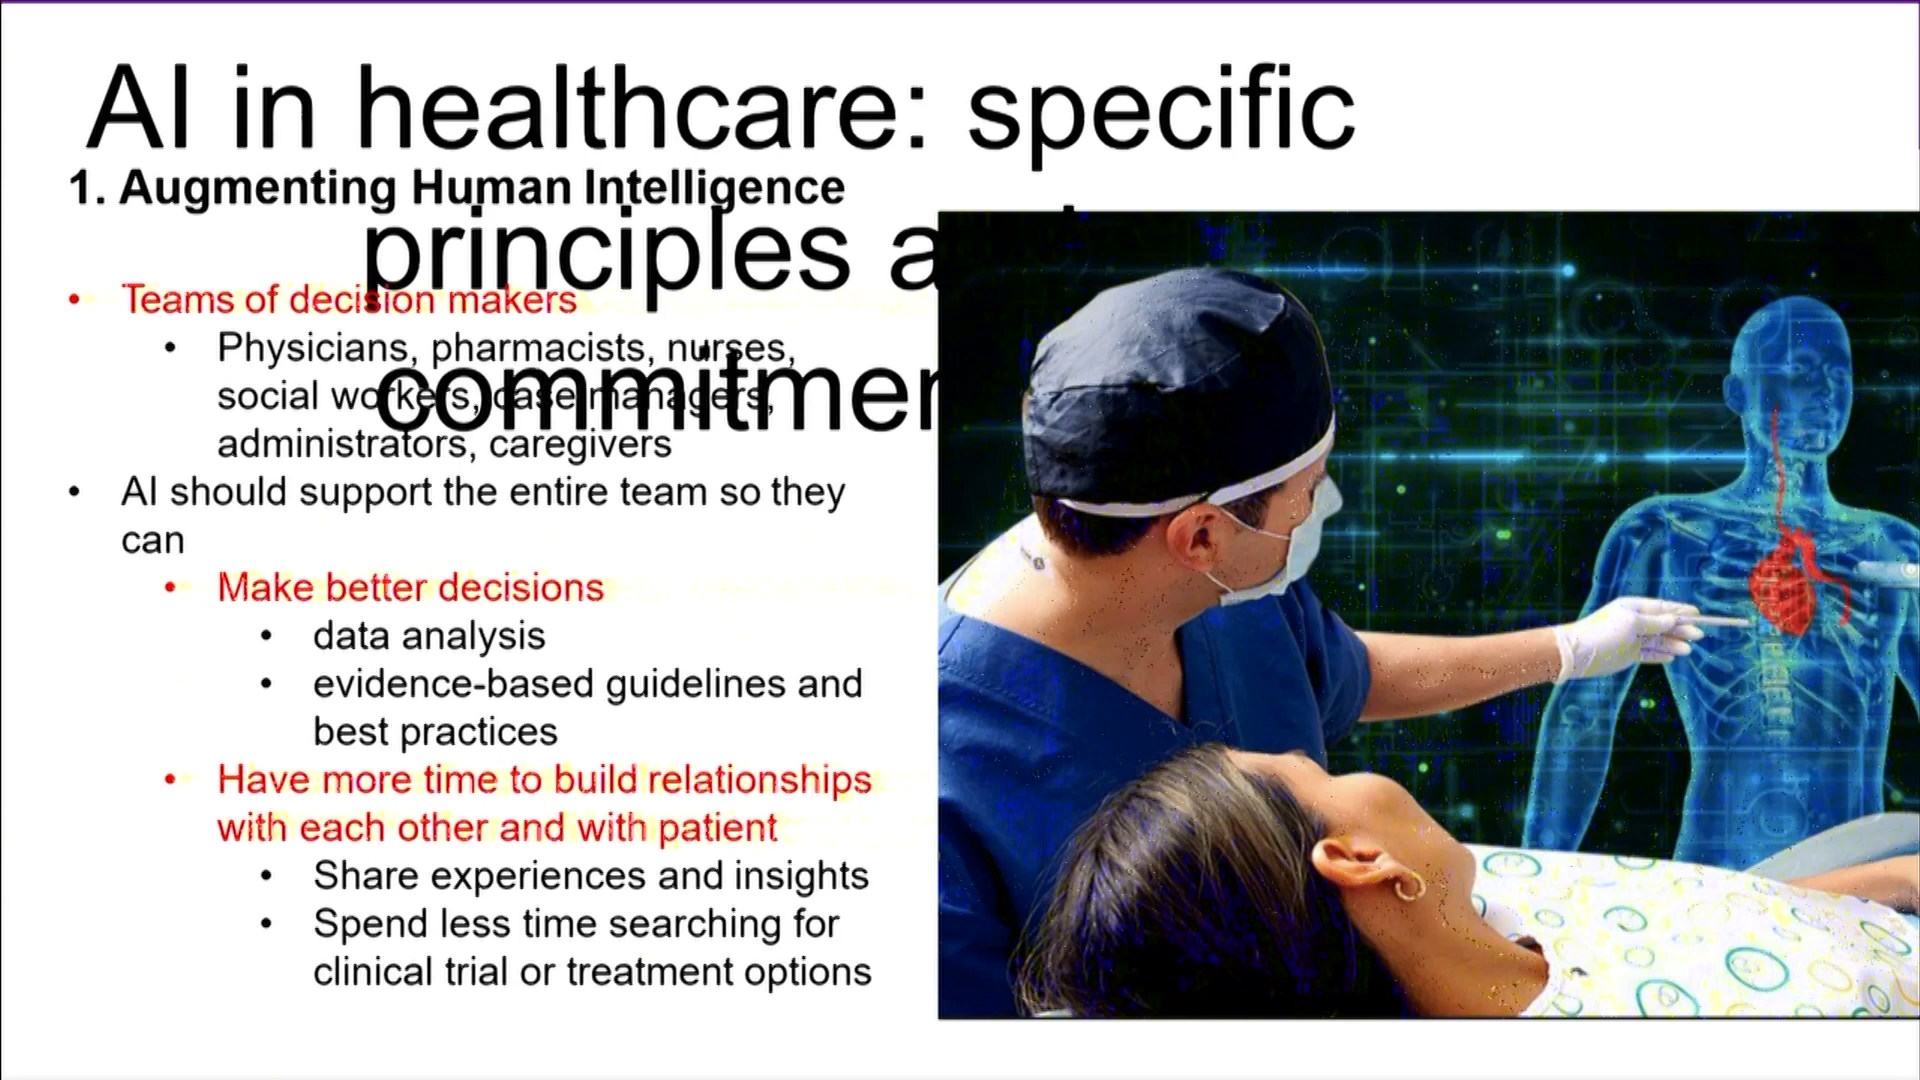 AI in healthcare: specific
1. Augmenting Human Intelligence
principles a
commitmen
• Teams of decision makers
• Physicians, pharmacists, nurses,
social workers, case managers,
administrators, caregivers
• AI should support the entire team so they
can
• Make better decisions
• data analysis
• evidence-based guidelines and
best practices
• Have more time to build relationships
with each other and with patient
• Share experiences and insights
• Spend less time searching for
clinical trial or treatment options